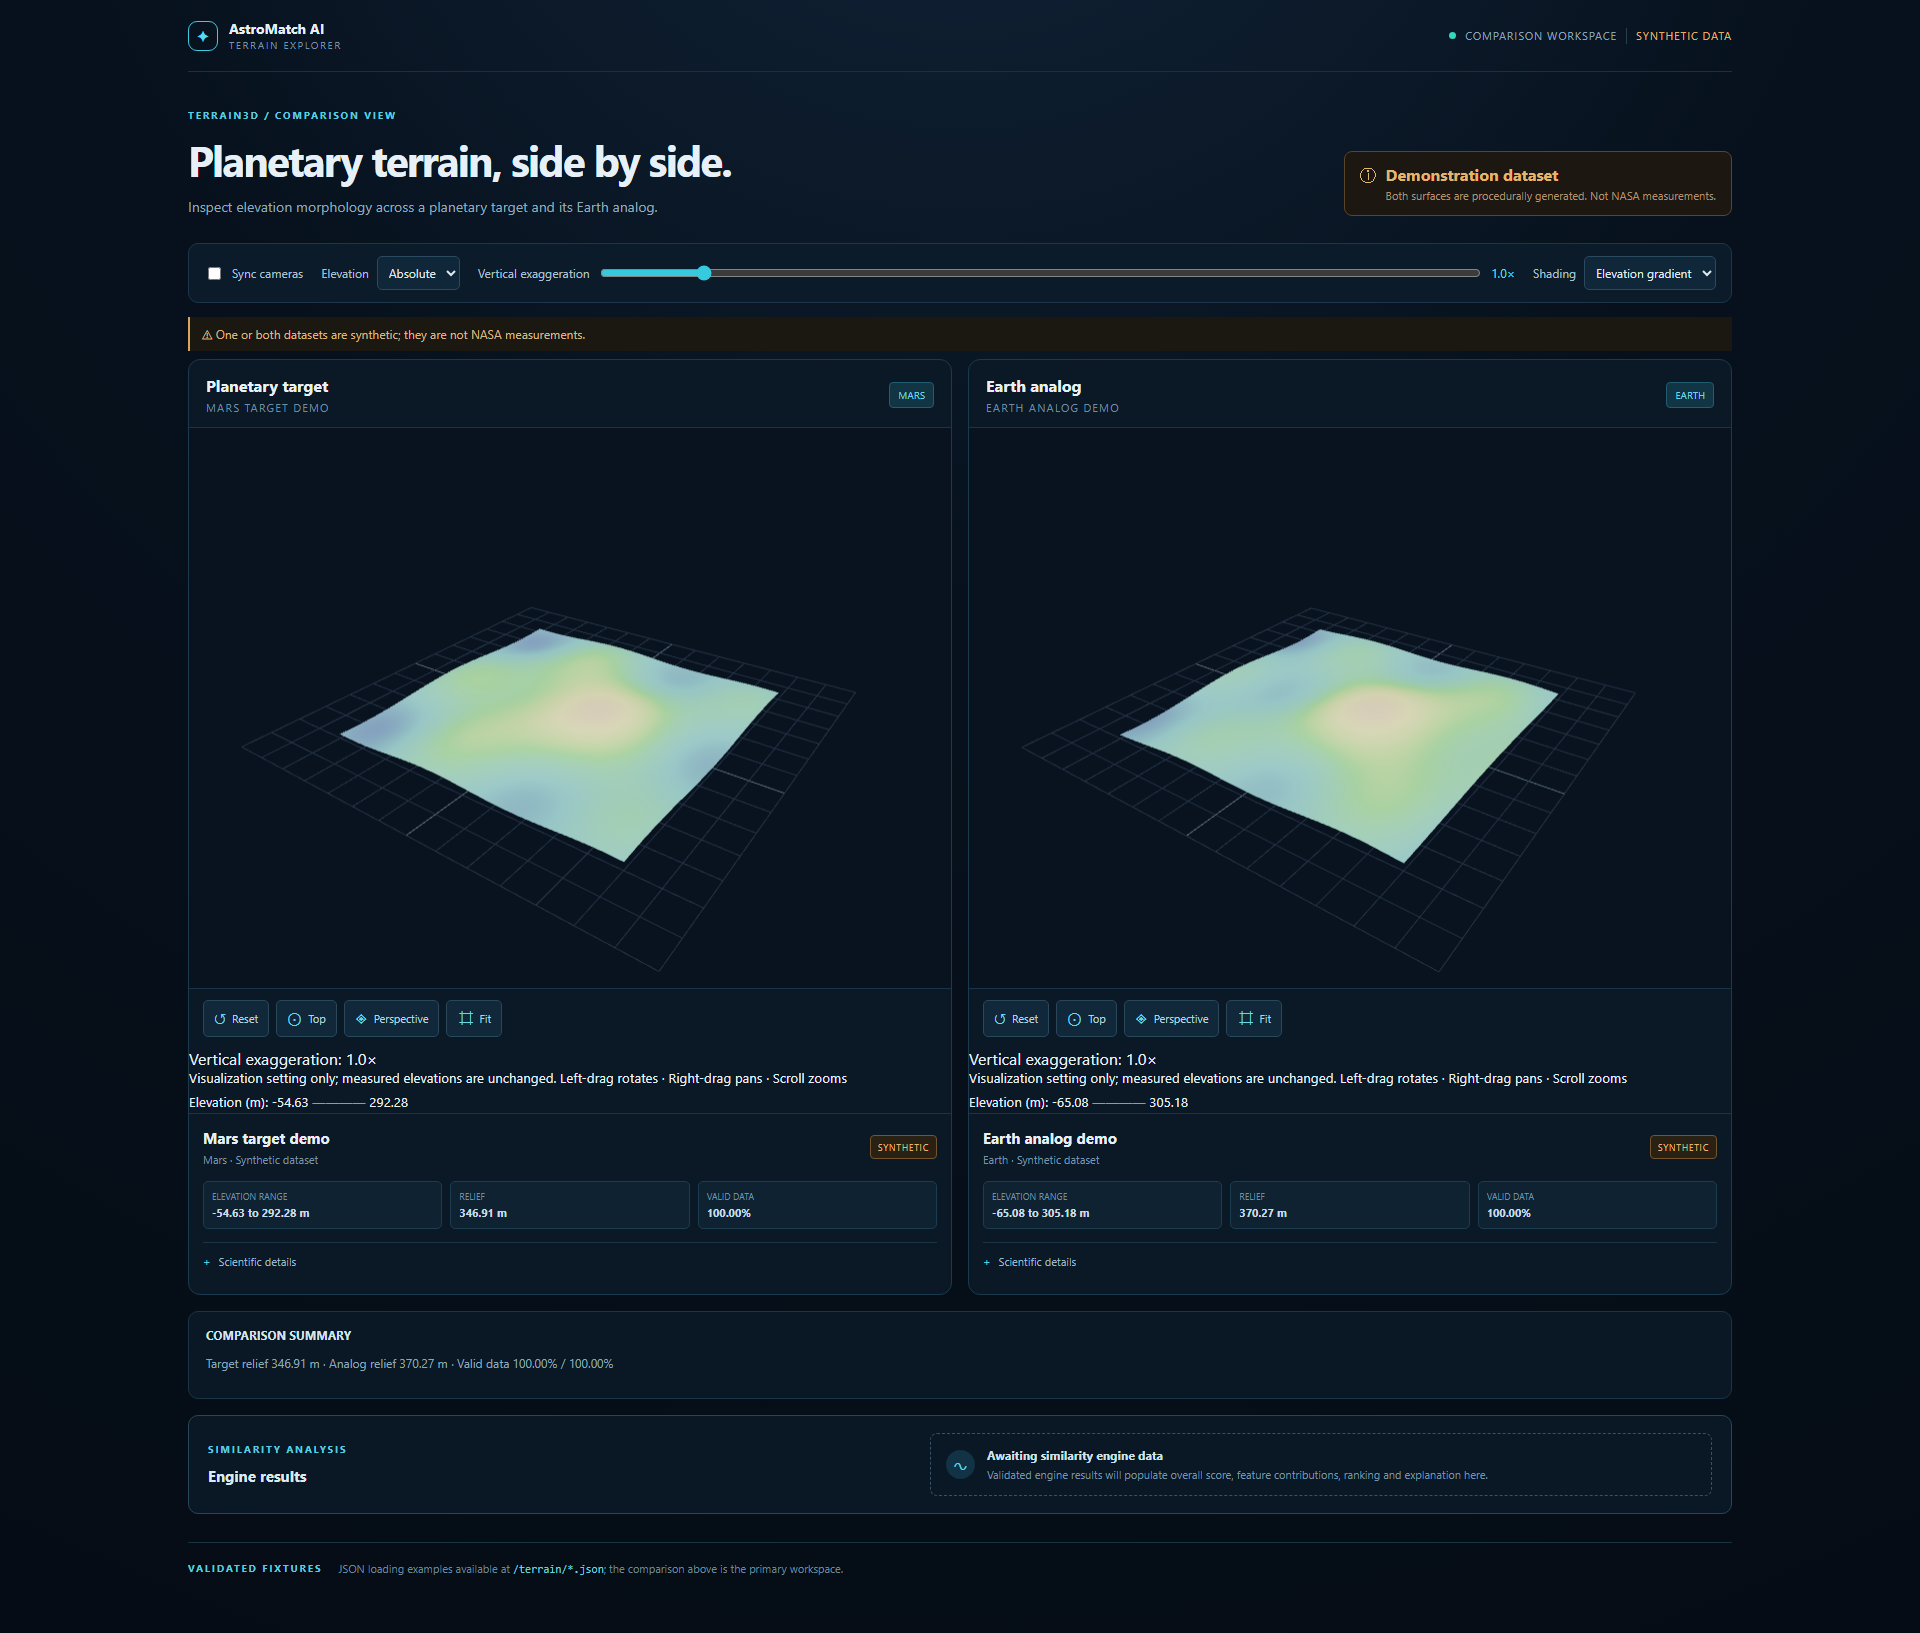 AstroMatch AI
TERRAIN EXPLORER
COMPARISON WORKSPACE
SYNTHETIC DATA
TERRAIN3D / COMPARISON VIEW
Planetary terrain, side by side.
Inspect elevation morphology across a planetary target and its Earth analog.
Demonstration dataset
Both surfaces are procedurally generated. Not NASA measurements.
Sync cameras Elevation Absolute Vertical exaggeration 1.0× Shading Elevation gradient
⚠ One or both datasets are synthetic; they are not NASA measurements.
Planetary target
MARS TARGET DEMO
MARS
Earth analog
EARTH ANALOG DEMO
EARTH
Reset Top Perspective Fit
Vertical exaggeration: 1.0×
Visualization setting only; measured elevations are unchanged. Left-drag rotates · Right-drag pans · Scroll zooms
Elevation (m): -54.63 ———— 292.28
Mars target demo
Mars · Synthetic dataset
SYNTHETIC
ELEVATION RANGE
-54.63 to 292.28 m
RELIEF
346.91 m
VALID DATA
100.00%
+ Scientific details
Reset Top Perspective Fit
Vertical exaggeration: 1.0×
Visualization setting only; measured elevations are unchanged. Left-drag rotates · Right-drag pans · Scroll zooms
Elevation (m): -65.08 ———— 305.18
Earth analog demo
Earth · Synthetic dataset
SYNTHETIC
ELEVATION RANGE
-65.08 to 305.18 m
RELIEF
370.27 m
VALID DATA
100.00%
+ Scientific details
COMPARISON SUMMARY
Target relief 346.91 m · Analog relief 370.27 m · Valid data 100.00% / 100.00%
SIMILARITY ANALYSIS
Engine results
Awaiting similarity engine data
Validated engine results will populate overall score, feature contributions, ranking and explanation here.
VALIDATED FIXTURES JSON loading examples available at /terrain/*.json; the comparison above is the primary workspace.